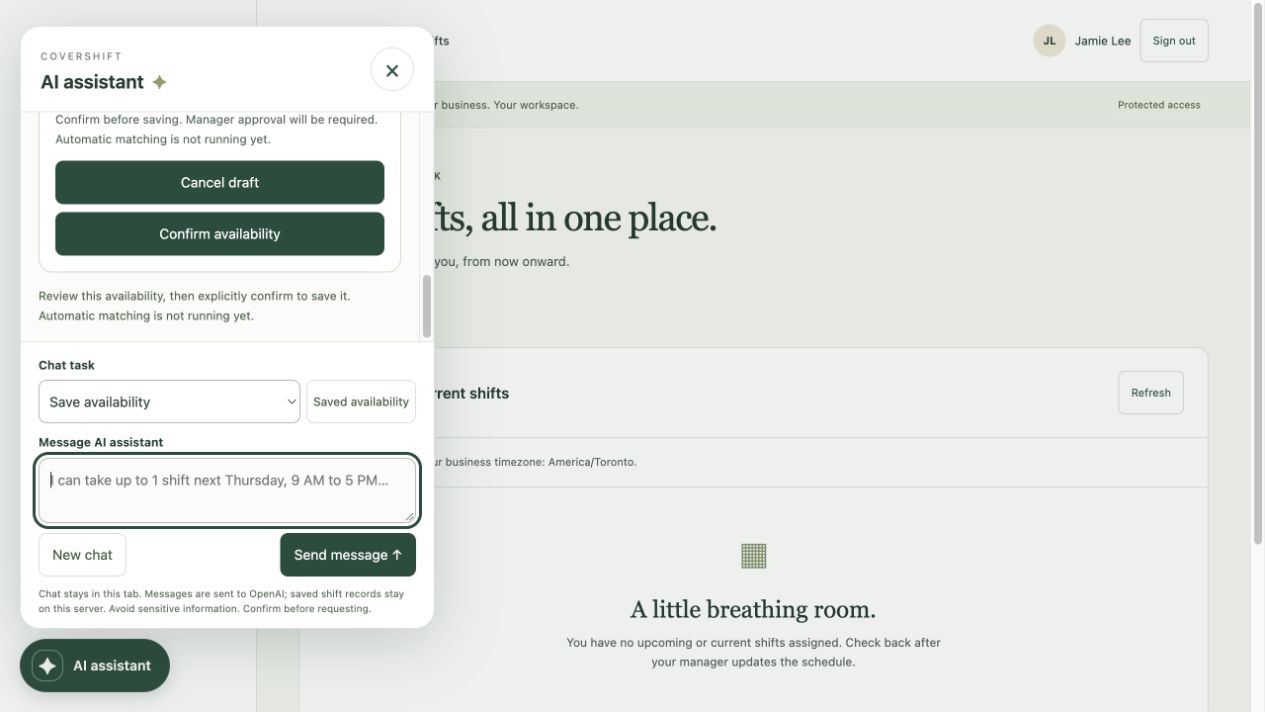 COVERSHIFT
AI assistant
Confirm before saving. Manager approval will be required.
Automatic matching is not running yet.
Cancel draft
Confirm availability
Review this availability, then explicitly confirm to save it.
Automatic matching is not running yet.
Chat task
Save availability
Saved availability
Message AI assistant
I can take up to 1 shift next Thursday, 9 AM to 5 PM...
New chat
Send message ↑
Chat stays in this tab. Messages are sent to OpenAI; saved shift records stay
on this server. Avoid sensitive information. Confirm before requesting.
AI assistant
fts
JL
Jamie Lee
Sign out
r business. Your workspace.
Protected access
K
fts, all in one place.
you, from now onward.
rent shifts
Refresh
ur business timezone: America/Toronto.
A little breathing room.
You have no upcoming or current shifts assigned. Check back after
your manager updates the schedule.